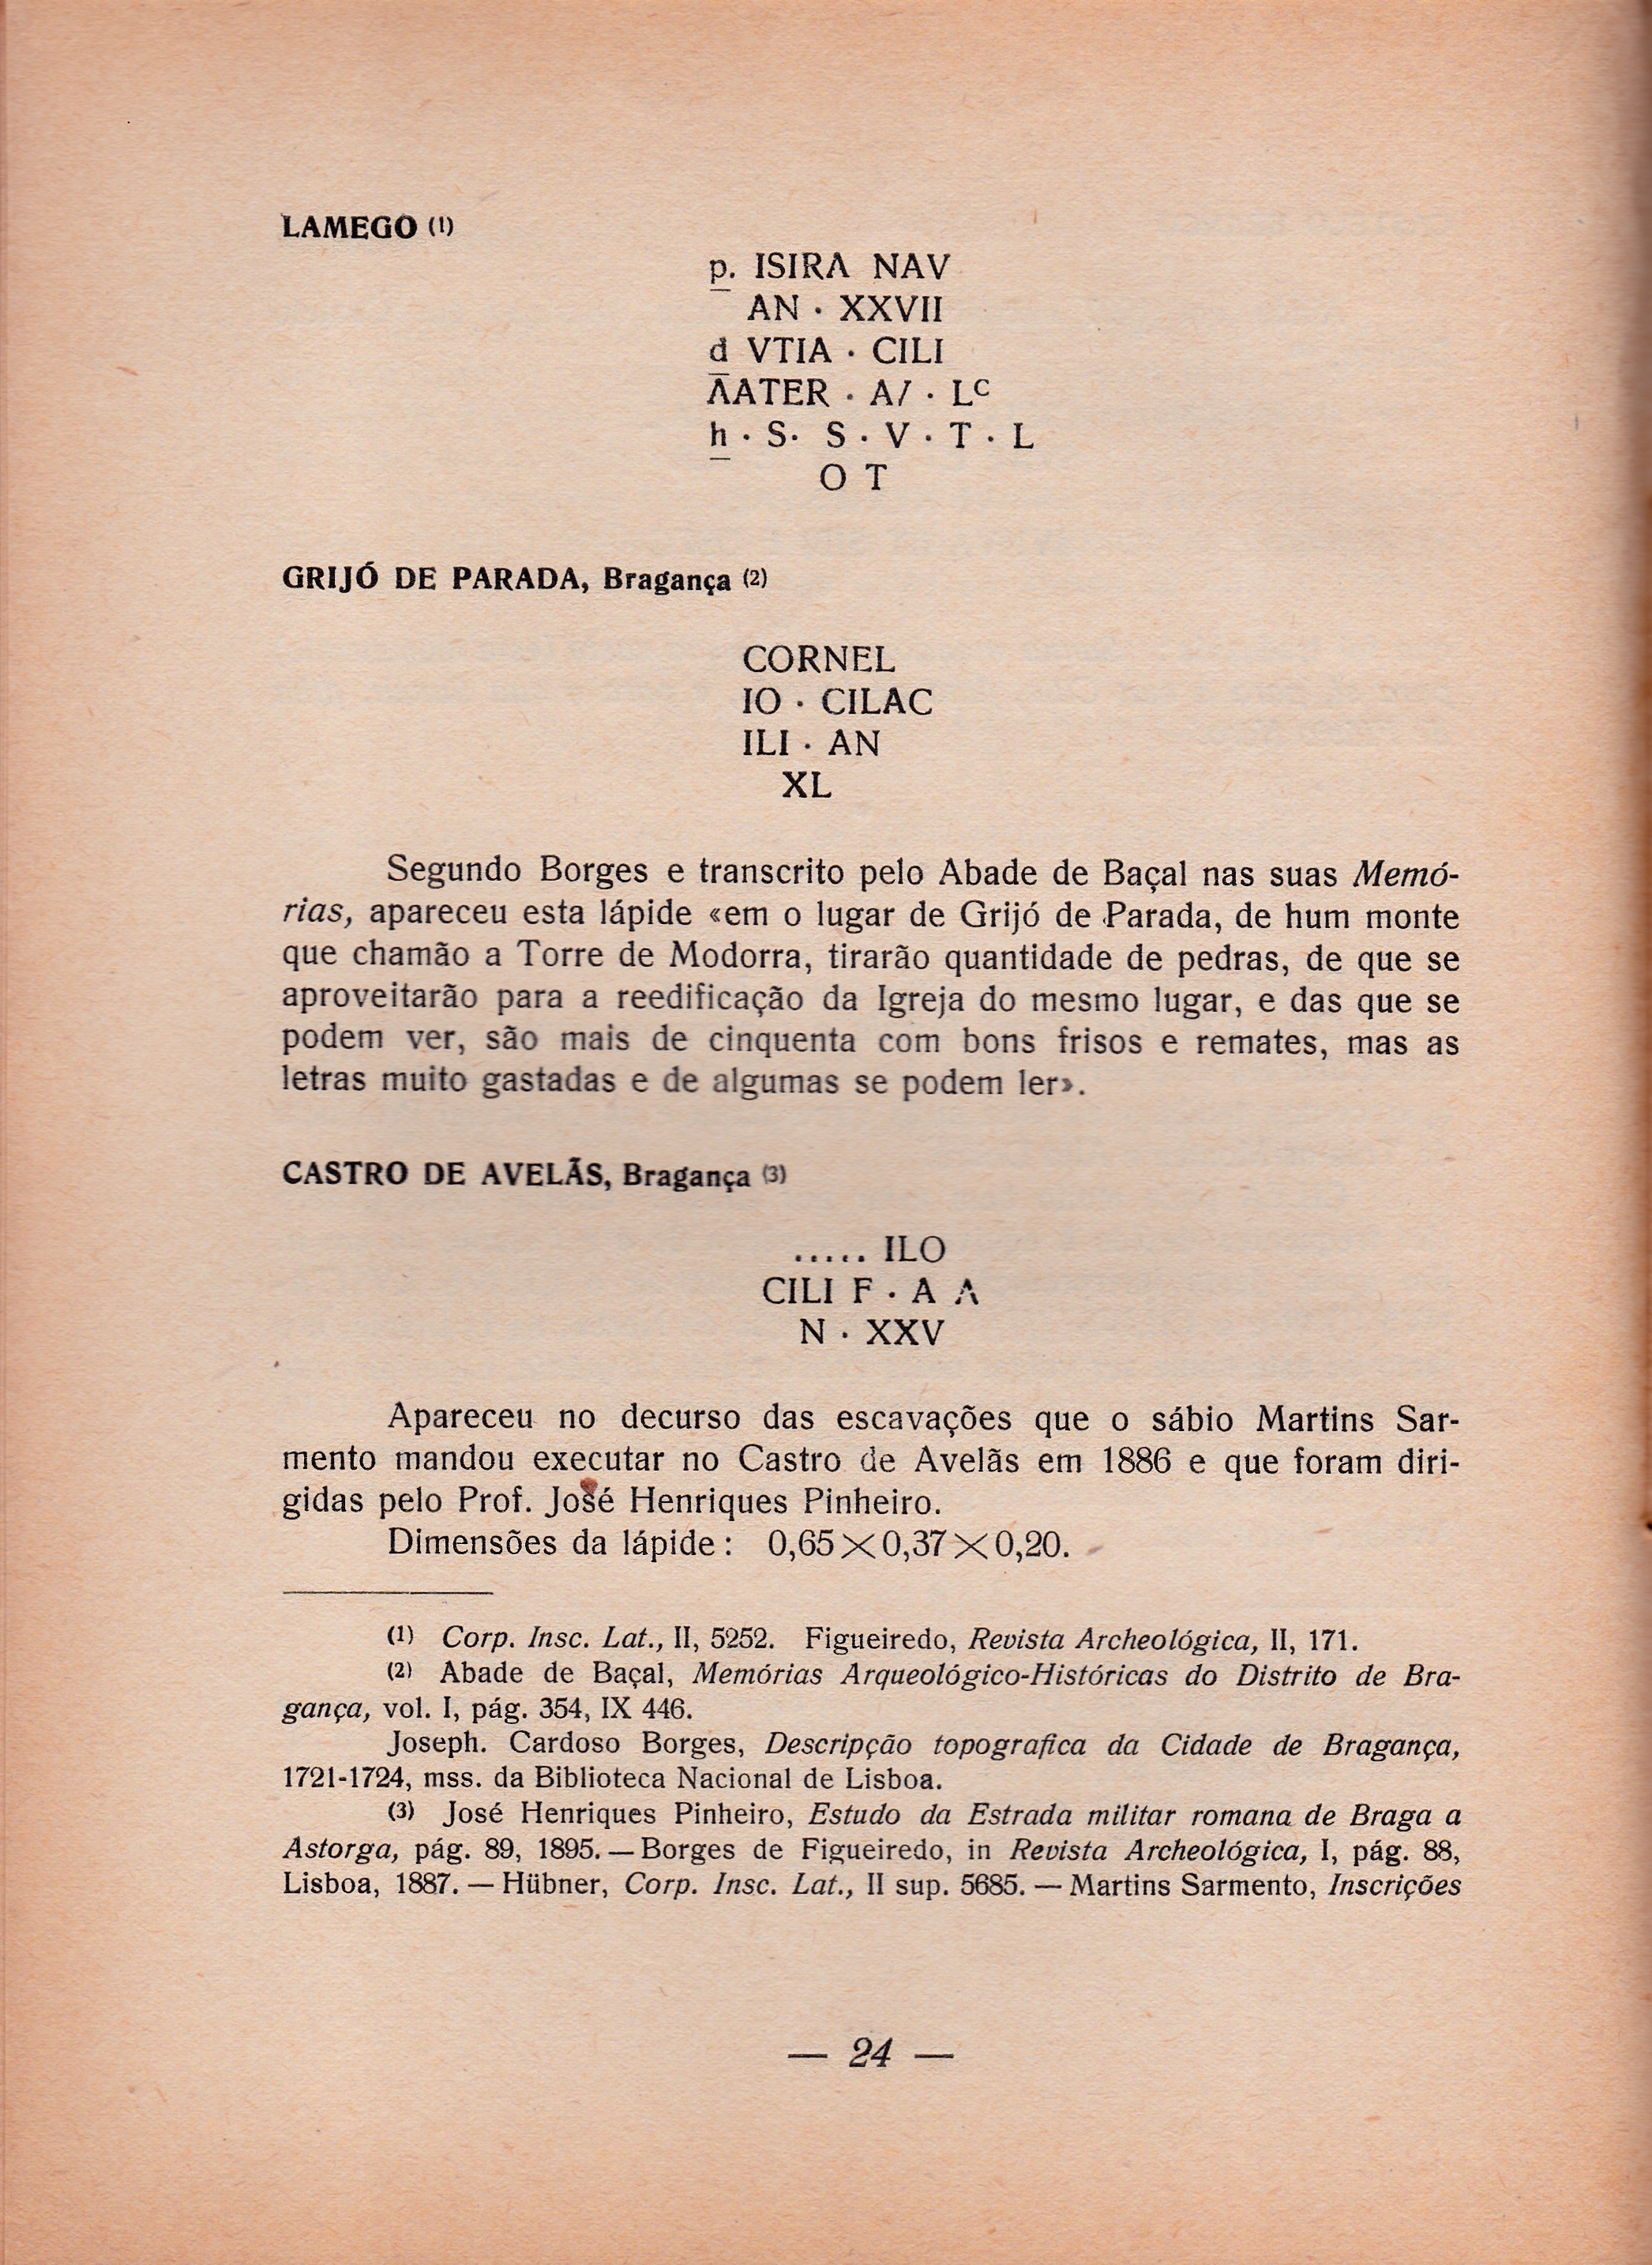 LAMEGO (1)
p. ISIRΛ NAV
AN · XXVII
d VTIA · CILI
ΛATER · A/ · Lᶜ
h · S· S · V · T · L
O T
GRIJÓ DE PARADA, Bragança (2)
CORNEL
IO · CILAC
ILI · AN
XL
Segundo Borges e transcrito pelo Abade de Baçal nas suas Memó-
rias, apareceu esta lápide «em o lugar de Grijó de Parada, de hum monte
que chamão a Torre de Modorra, tirarão quantidade de pedras, de que se
aproveitarão para a reedificação da Igreja do mesmo lugar, e das que se
podem ver, são mais de cinquenta com bons frisos e remates, mas as
letras muito gastadas e de algumas se podem ler».
CASTRO DE AVELÃS, Bragança (3)
..... ILO
CILI F · A Λ
N · XXV
Apareceu no decurso das escavações que o sábio Martins Sar-
mento mandou executar no Castro de Avelãs em 1886 e que foram diri-
gidas pelo Prof. José Henriques Pinheiro.
Dimensões da lápide: 0,65×0,37×0,20.
(1) Corp. Insc. Lat., II, 5252. Figueiredo, Revista Archeológica, II, 171.
(2) Abade de Baçal, Memórias Arqueológico-Históricas do Distrito de Bra-
gança, vol. I, pág. 354, IX 446.
Joseph. Cardoso Borges, Descripção topografica da Cidade de Bragança,
1721-1724, mss. da Biblioteca Nacional de Lisboa.
(3) José Henriques Pinheiro, Estudo da Estrada militar romana de Braga a
Astorga, pág. 89, 1895. — Borges de Figueiredo, in Revista Archeológica, I, pág. 88,
Lisboa, 1887. — Hübner, Corp. Insc. Lat., II sup. 5685. — Martins Sarmento, Inscrições
— 24 —